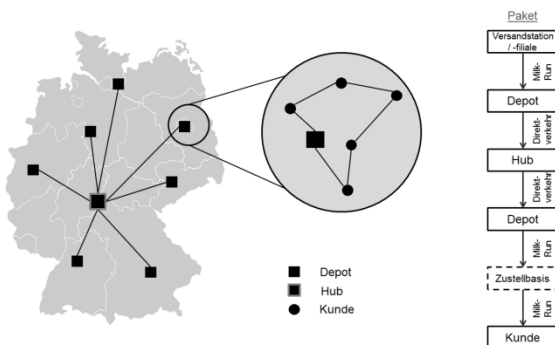 Depot
Hub
Kunde
Paket
Versandstation
/ -filiale
Milk-
Run
Depot
Direkt-
verkehr
Hub
Direkt-
verkehr
Depot
Milk-
Run
Zustellbasis
Milk-
Run
Kunde